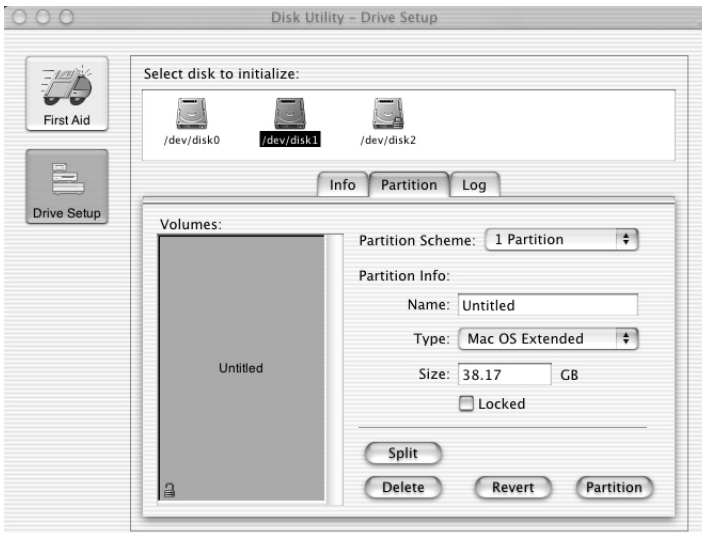 Disk Utility – Drive Setup
First Aid
Drive Setup
Select disk to initialize:
/dev/disk0 /dev/disk1 /dev/disk2
Info Partition Log
Volumes:
Untitled
Partition Scheme: 1 Partition
Partition Info:
Name: Untitled
Type: Mac OS Extended
Size: 38.17 GB
Locked
Split
Delete Revert Partition